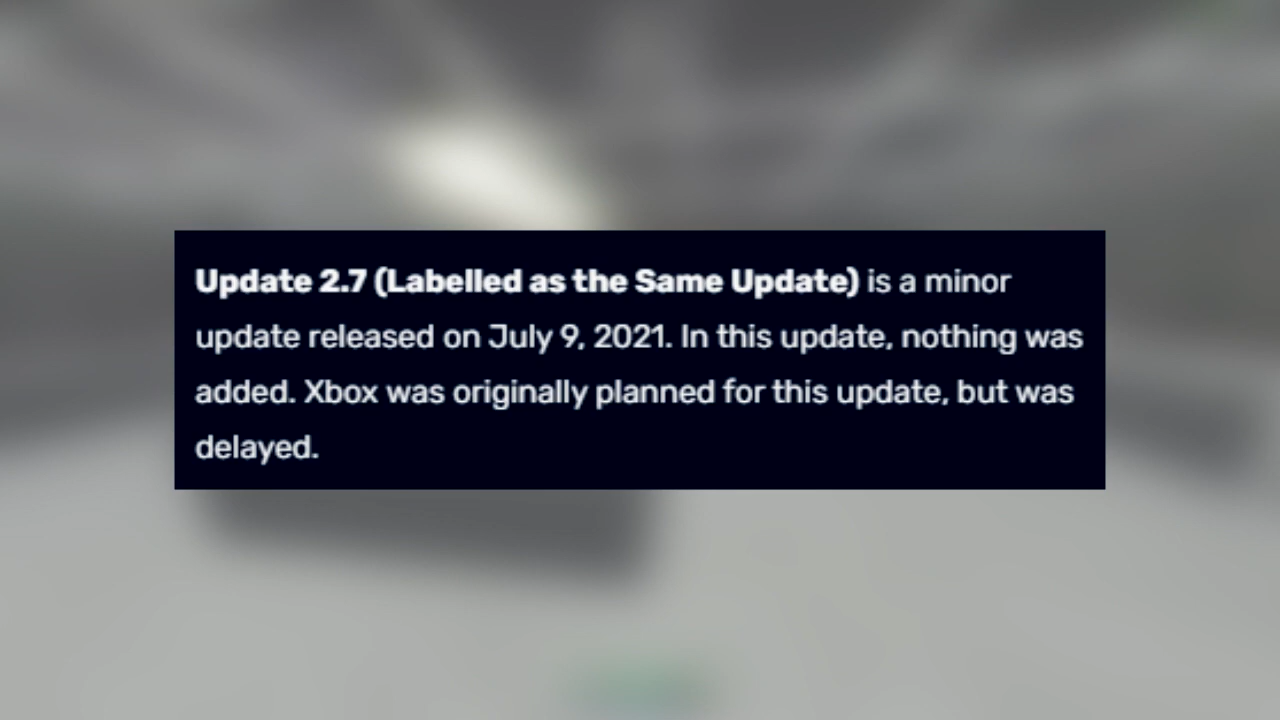 Update 2.7 (Labelled as the Same Update) is a minor
update released on July 9, 2021. In this update, nothing was
added. Xbox was originally planned for this update, but was
delayed.